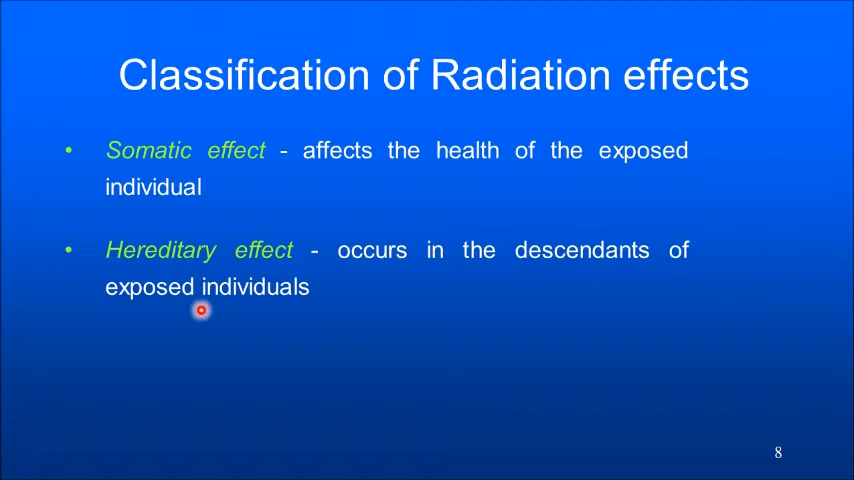 Classification of Radiation effects
• Somatic effect - affects the health of the exposed
individual
• Hereditary effect - occurs in the descendants of
exposed individuals
8